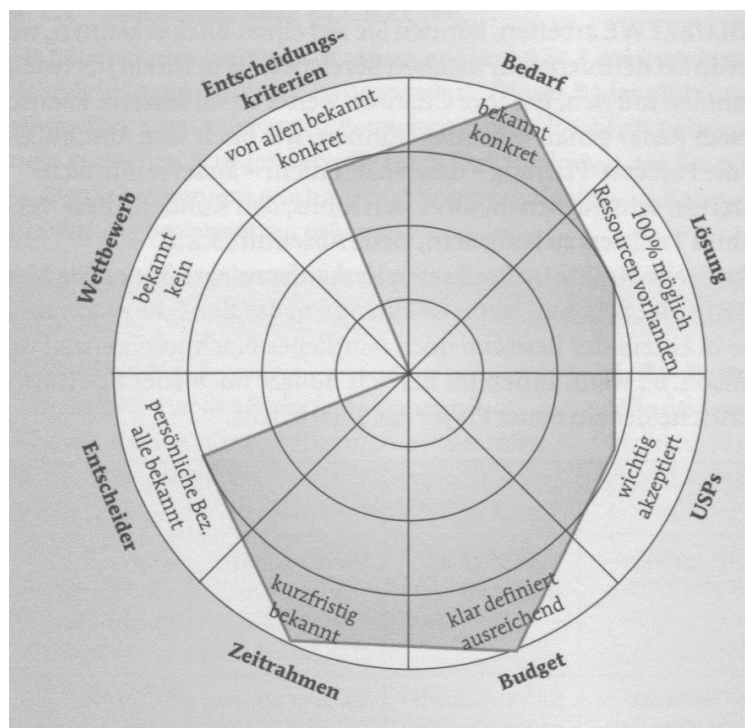 Entscheidungs-
kriterien
von allen bekannt
konkret
Bedarf
bekannt
konkret
Lösung
100% möglich
Ressourcen vorhanden
USPs
wichtig
akzeptiert
Budget
klar definiert
ausreichend
Zeitrahmen
kurzfristig
bekannt
Entscheider
persönliche Bez.
alle bekannt
Wettbewerb
bekannt
kein